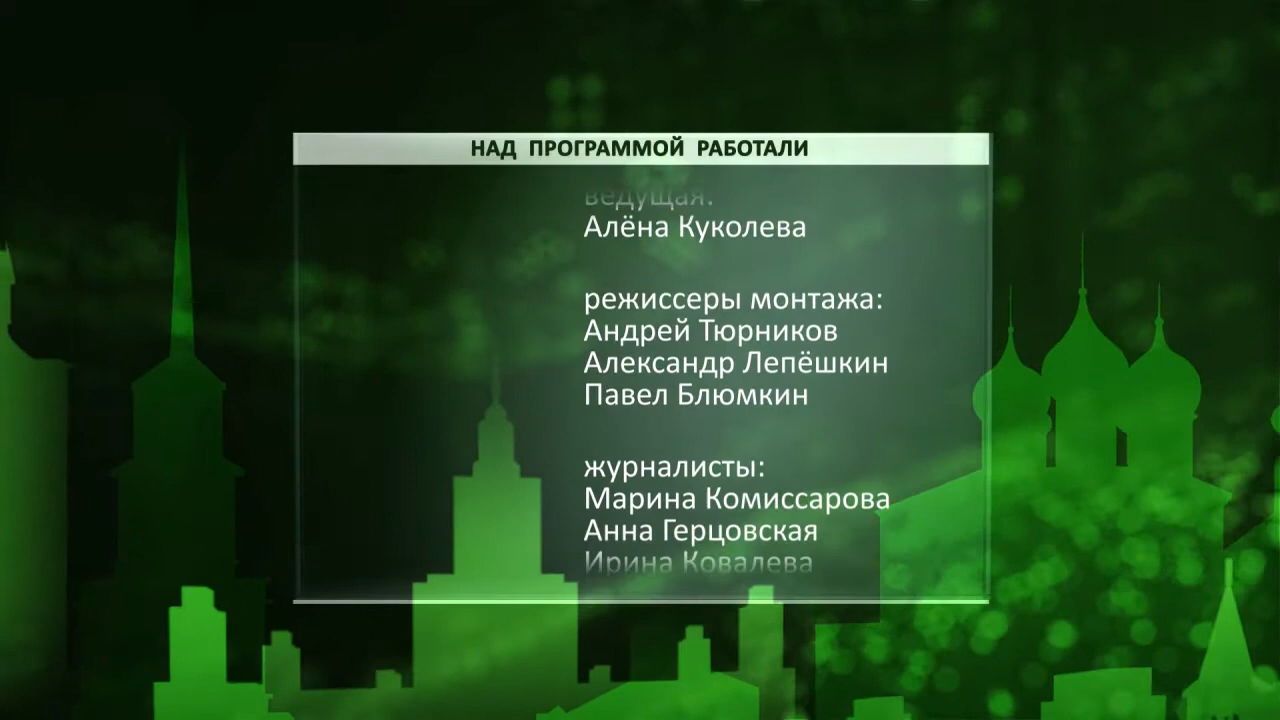 НАД ПРОГРАММОЙ РАБОТАЛИ
ведущая:
Алёна Куколева
режиссеры монтажа:
Андрей Тюрников
Александр Лепёшкин
Павел Блюмкин
журналисты:
Марина Комиссарова
Анна Герцовская
Ирина Ковалева